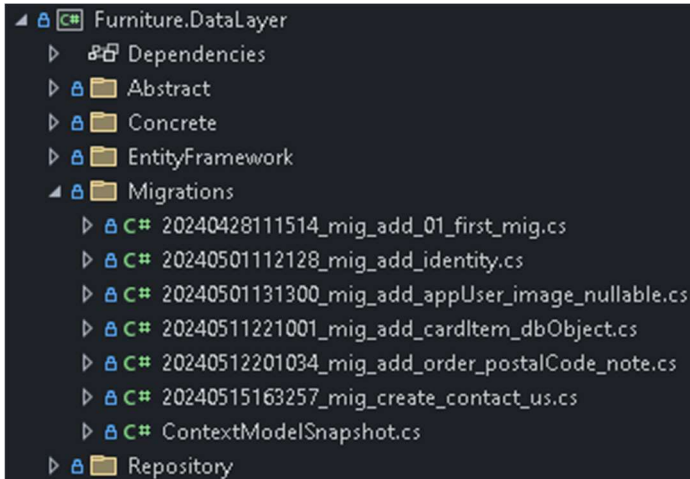 C# Furniture.DataLayer
Dependencies
Abstract
Concrete
EntityFramework
Migrations
C# 20240428111514_mig_add_01_first_mig.cs
C# 20240501112128_mig_add_identity.cs
C# 20240501131300_mig_add_appUser_image_nullable.cs
C# 20240511221001_mig_add_cardItem_dbObject.cs
C# 20240512201034_mig_add_order_postalCode_note.cs
C# 20240515163257_mig_create_contact_us.cs
C# ContextModelSnapshot.cs
Repository